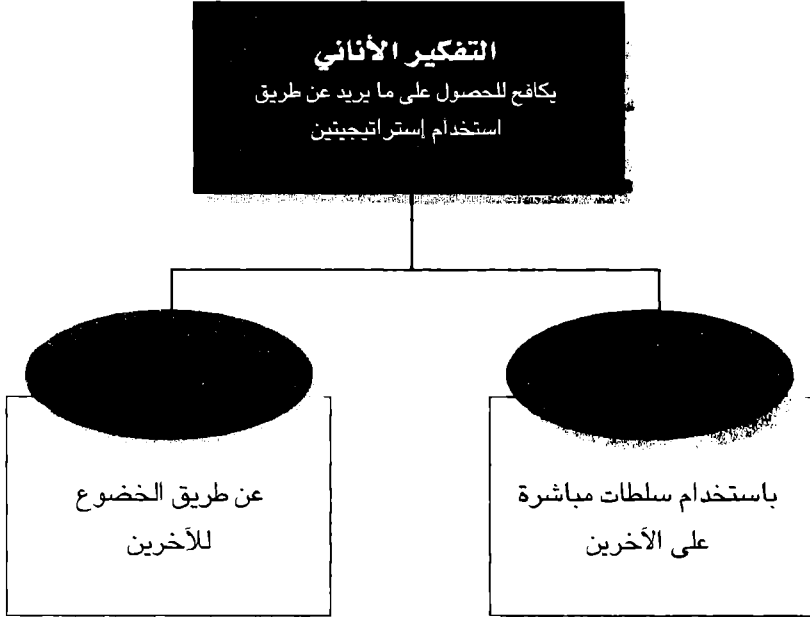 التفكير الأناني
يكافح للحصول على ما يريد عن طريق
استخدام إستراتيجيتين
باستخدام سلطات مباشرة
على الآخرين
عن طريق الخضوع
للآخرين